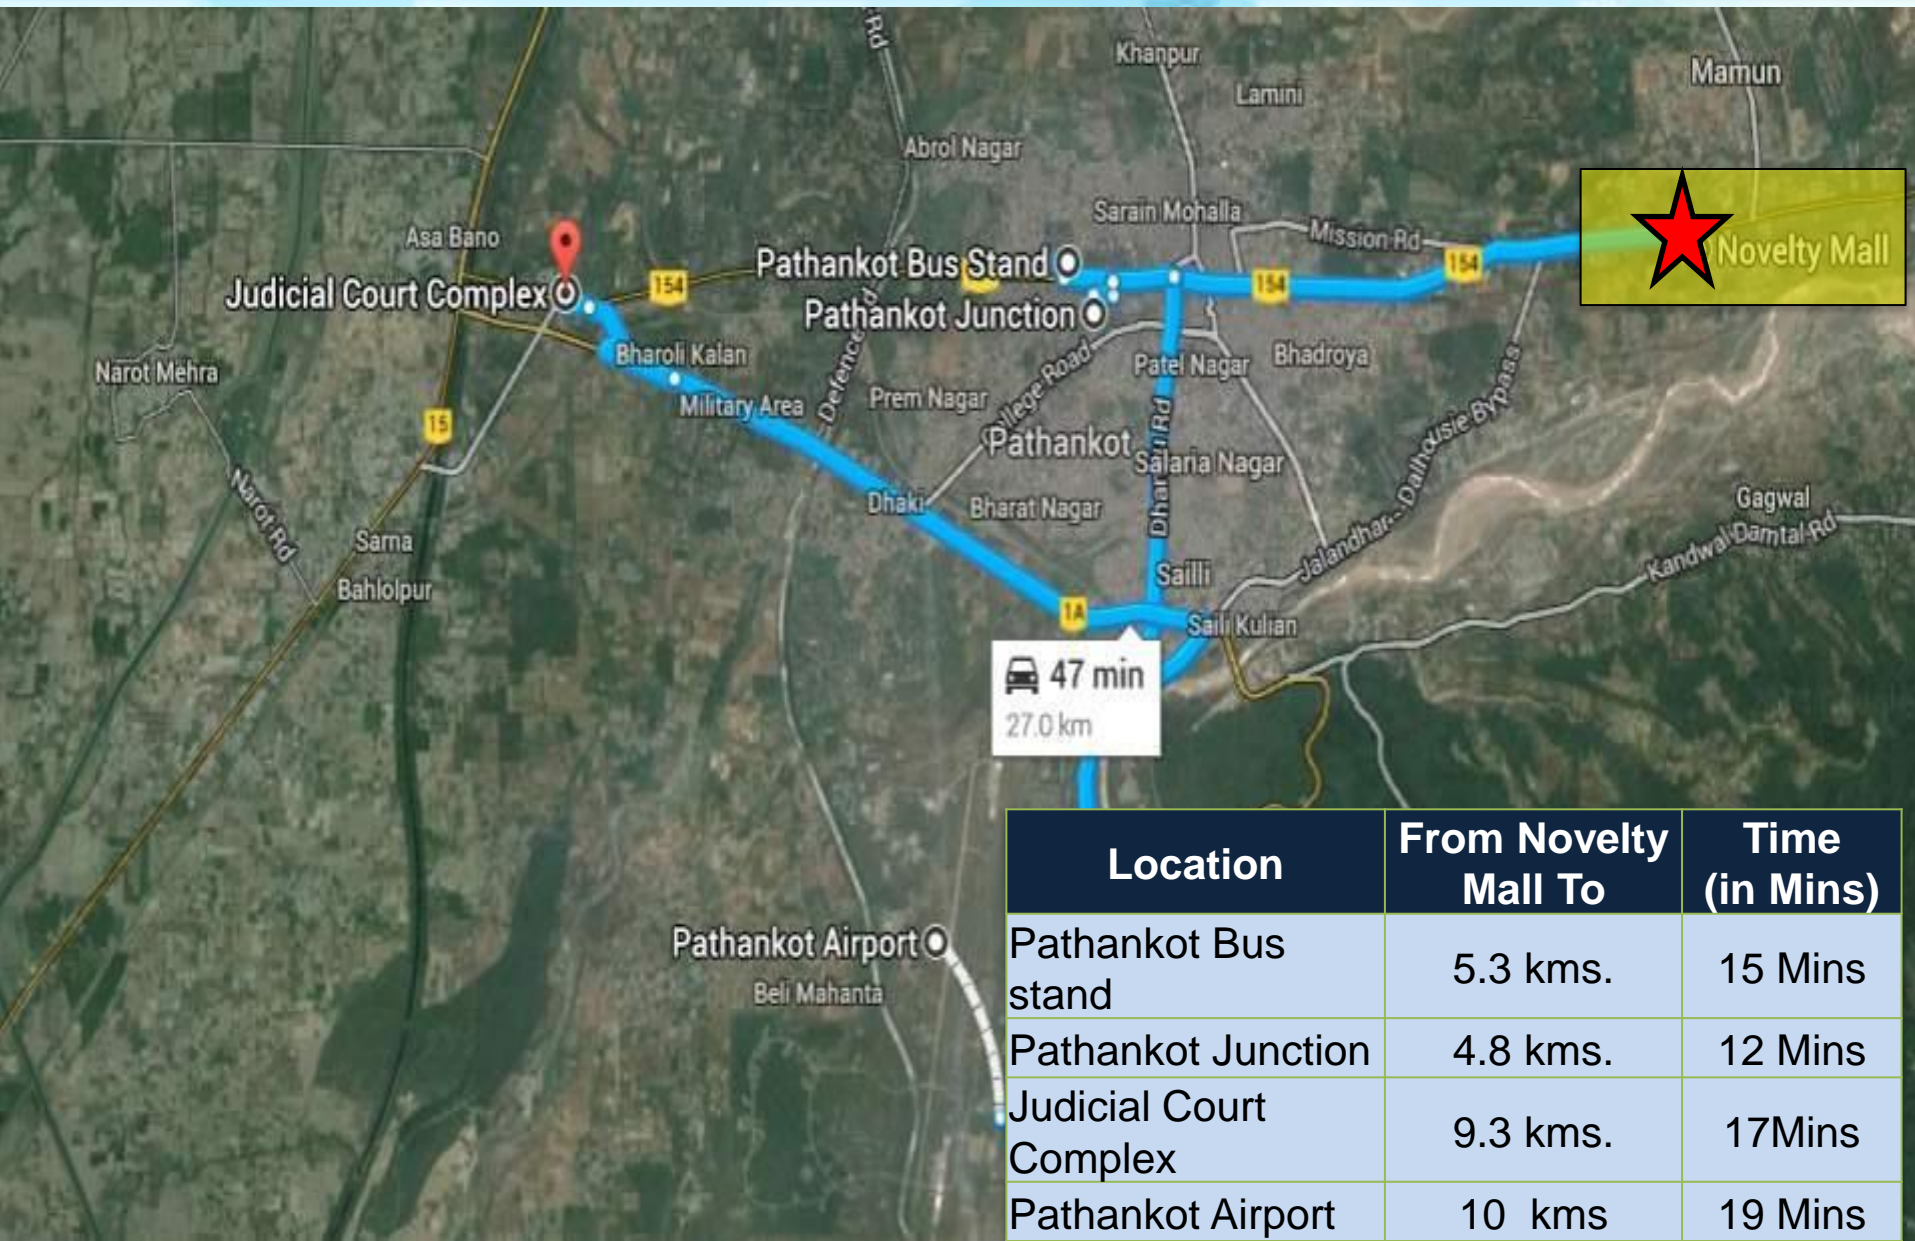 Rd
Khanpur
Mamun
Lamini
Abrol Nagar
Sarain Mohalla
Mission Rd
Asa Bano
Pathankot Bus Stand
154
Novelty Mall
Judicial Court Complex
154
154
Pathankot Junction
Bharoli Kalan
Patel Nagar
Bhadroya
Narot Mehra
Defence
College Road
Prem Nagar
Military Area
15
Pathankot
Salaria Nagar
Jalandhar - Dalhousie Bypass
Narot Rd
Dhaki
Bharat Nagar
Gagwal
Kandwal-Damtal-Rd
Sarna
Bahlolpur
Sailli
1A
Saili Kulian
47 min
27.0 km
Pathankot Airport
Beli Mahanta
Location From Novelty Mall To Time (in Mins)
Pathankot Bus stand 5.3 kms. 15 Mins
Pathankot Junction 4.8 kms. 12 Mins
Judicial Court Complex 9.3 kms. 17Mins
Pathankot Airport 10 kms 19 Mins